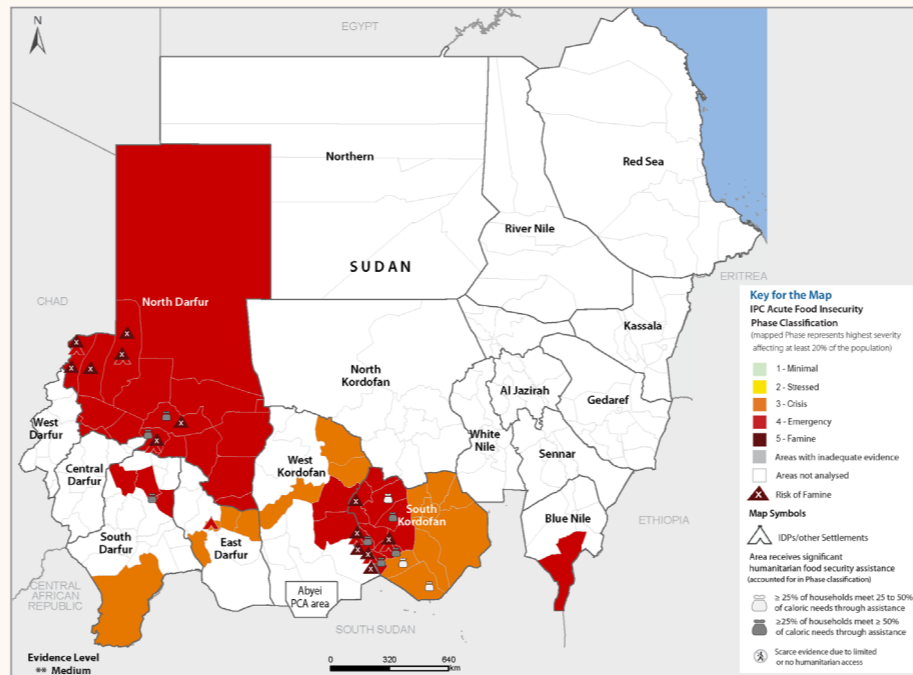 N
EGYPT
Northern
Red Sea
River Nile
SUDAN
ERITREA
CHAD
North Darfur
Kassala
North
Kordofan
Al Jazirah
Gedaref
West
Darfur
White
Nile
Central
Darfur
West
Kordofan
Sennar
South
Kordofan
Blue Nile
ETHIOPIA
South
Darfur
East
Darfur
CENTRAL
AFRICAN
REPUBLIC
Abyei
PCA area
SOUTH SUDAN
Evidence Level
** Medium
0 320 640
km
Key for the Map
IPC Acute Food Insecurity
Phase Classification
(mapped Phase represents highest severity
affecting at least 20% of the population)
1 - Minimal
2 - Stressed
3 - Crisis
4 - Emergency
5 - Famine
Areas with inadequate evidence
Areas not analysed
Risk of Famine
Map Symbols
IDPs/other Settlements
Area receives significant
humanitarian food security assistance
(accounted for in Phase classification)
≥ 25% of households meet 25 to 50%
of caloric needs through assistance
≥25% of households meet ≥ 50%
of caloric needs through assistance
Scarce evidence due to limited
or no humanitarian access